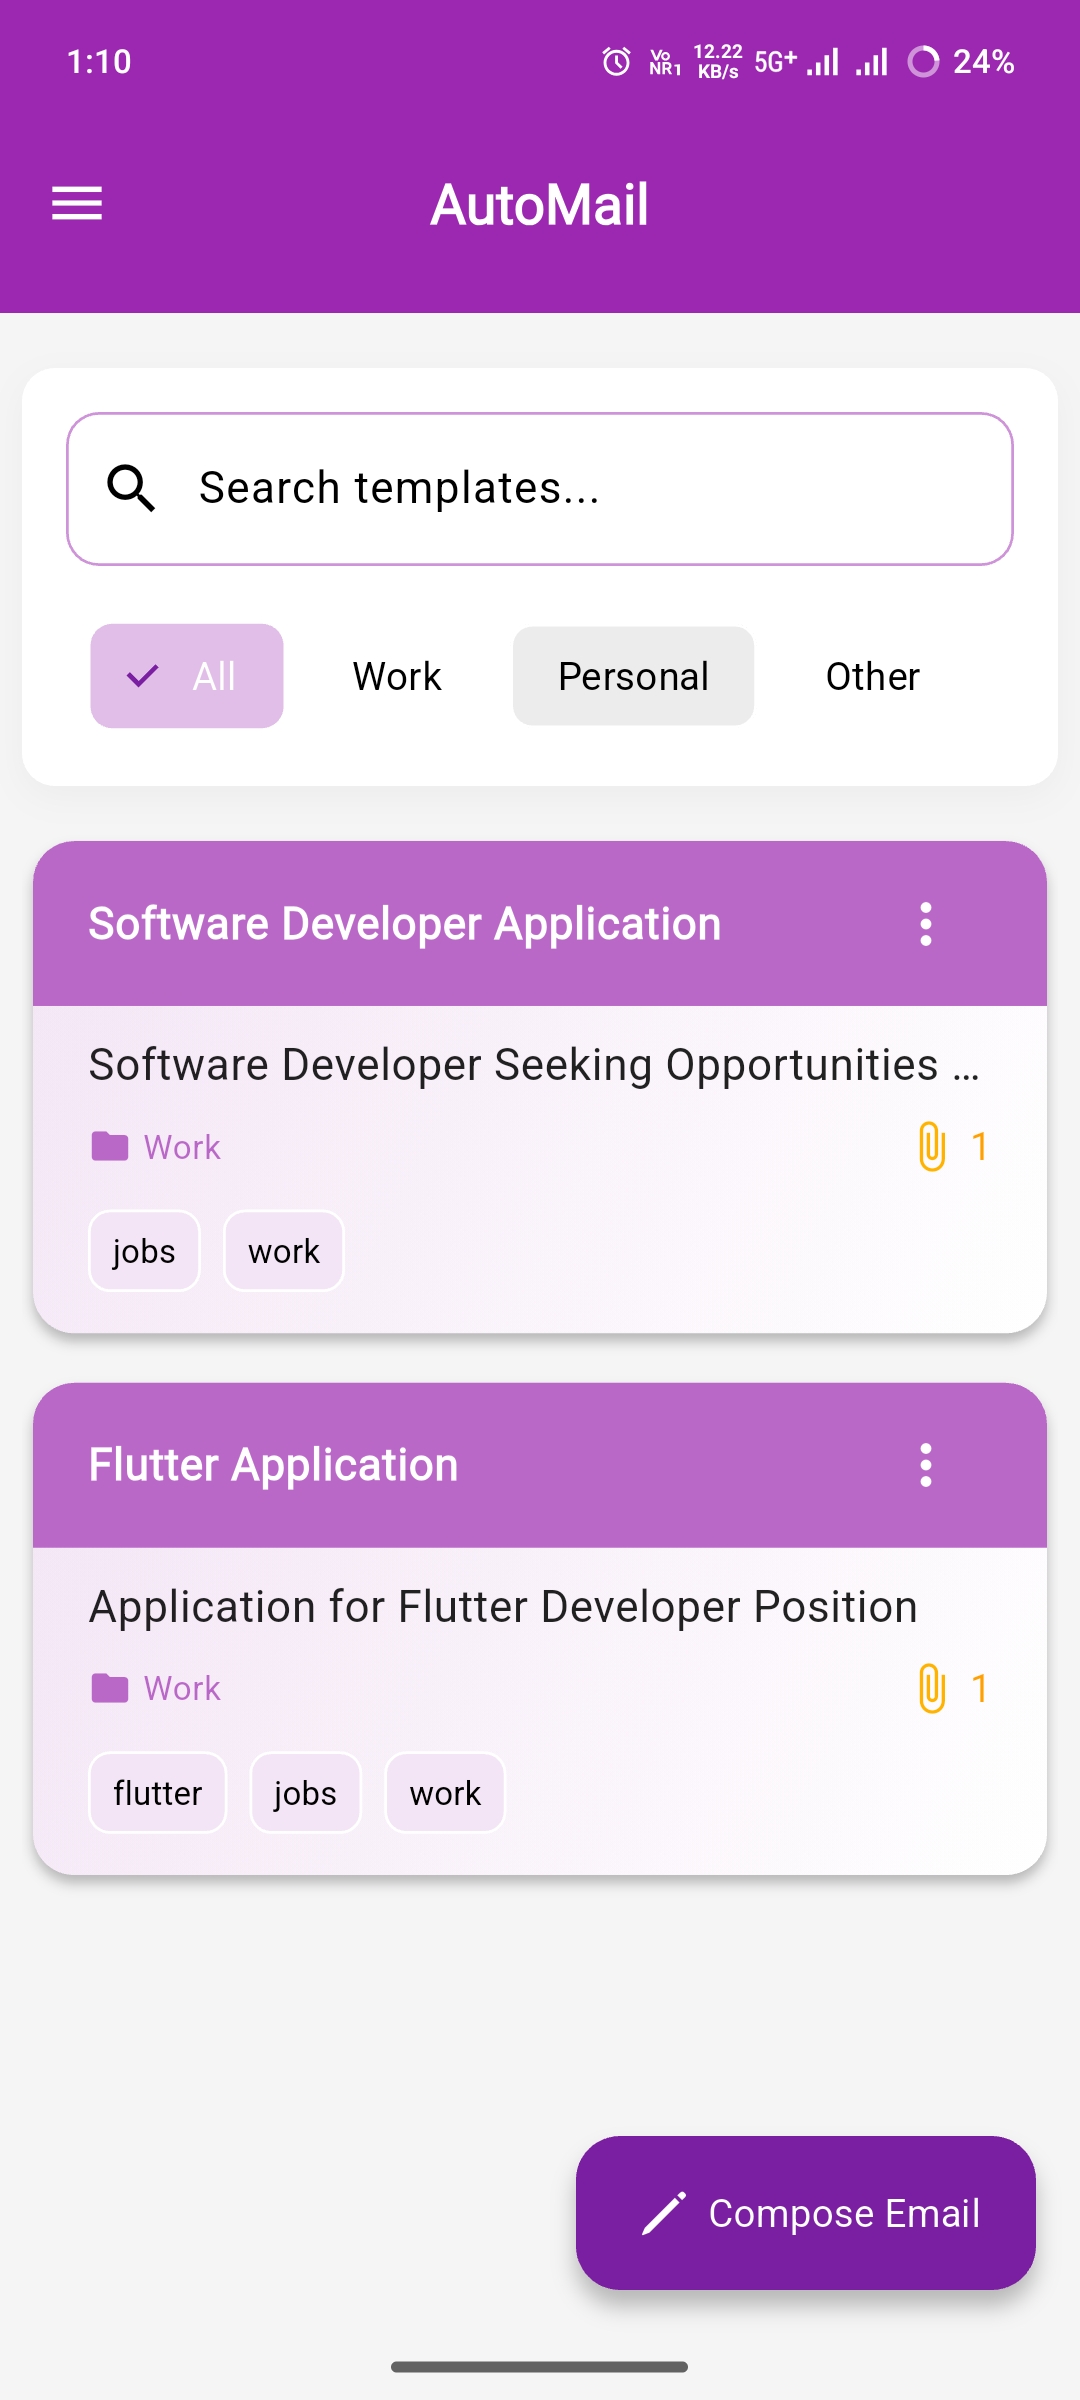 1:10
Vo
NR1
12.22
KB/s
5G+
24%
AutoMail
Search templates...
All
Work
Personal
Other
Software Developer Application
Software Developer Seeking Opportunities ...
Work
1
jobs
work
Flutter Application
Application for Flutter Developer Position
Work
1
flutter
jobs
work
Compose Email